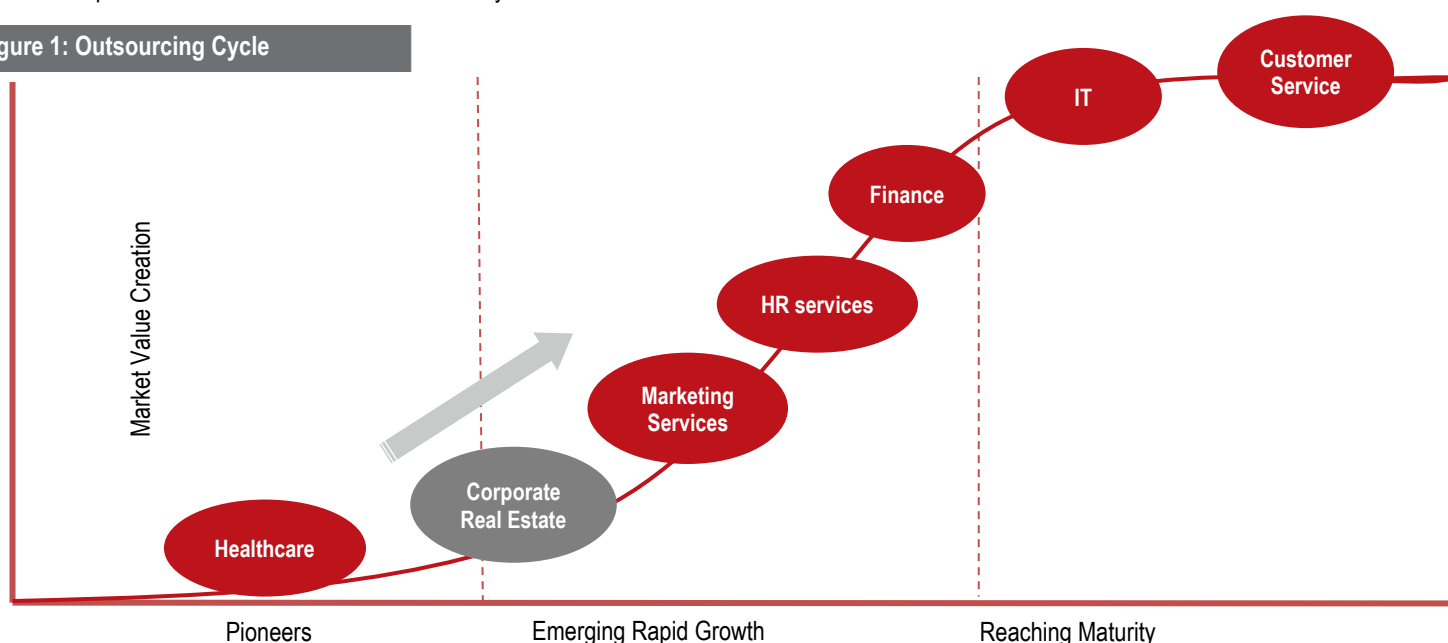 gure 1: Outsourcing Cycle
Customer
Service
IT
Finance
HR services
Market Value Creation
Marketing
Services
Corporate
Real Estate
Healthcare
Pioneers
Emerging Rapid Growth
Reaching Maturity